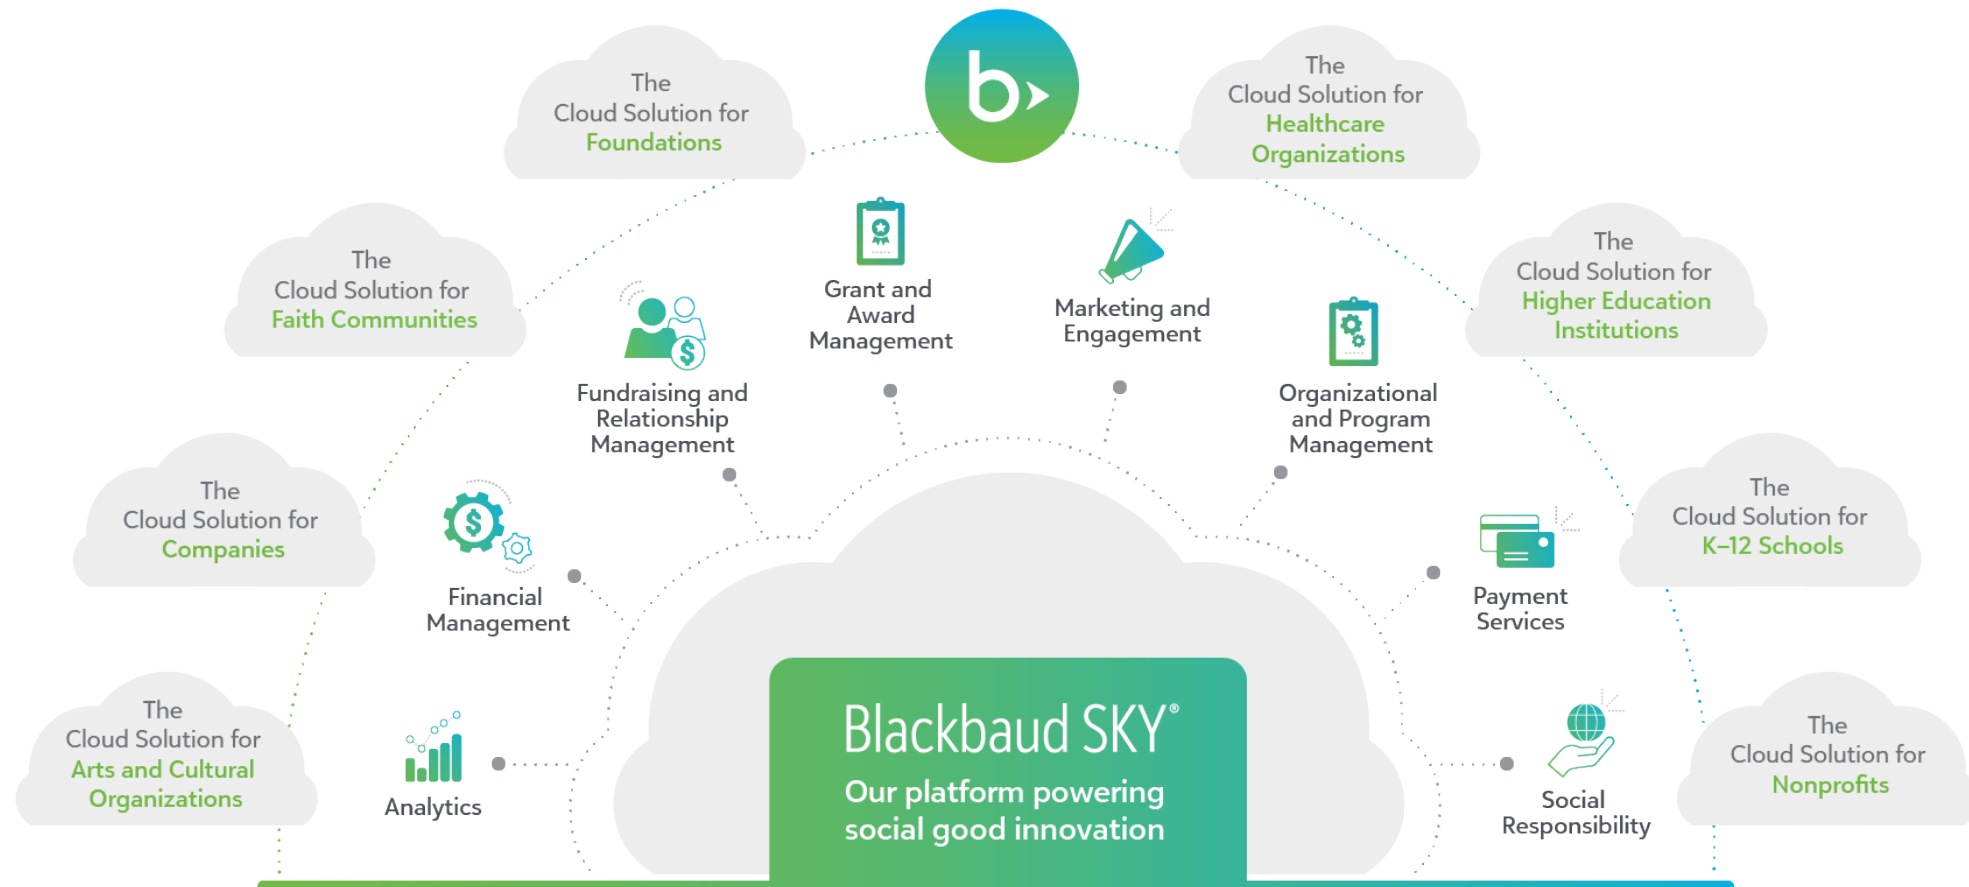 The
Cloud Solution for
Foundations
b
The
Cloud Solution for
Healthcare
Organizations
The
Cloud Solution for
Faith Communities
The
Cloud Solution for
Higher Education
Institutions
Grant and
Award
Management
Marketing and
Engagement
$
Fundraising and
Relationship
Management
Organizational
and Program
Management
The
Cloud Solution for
Companies
The
Cloud Solution for
K–12 Schools
$
Financial
Management
Payment
Services
The
Cloud Solution for
Arts and Cultural
Organizations
Analytics
Blackbaud SKY®
Our platform powering
social good innovation
Social
Responsibility
The
Cloud Solution for
Nonprofits